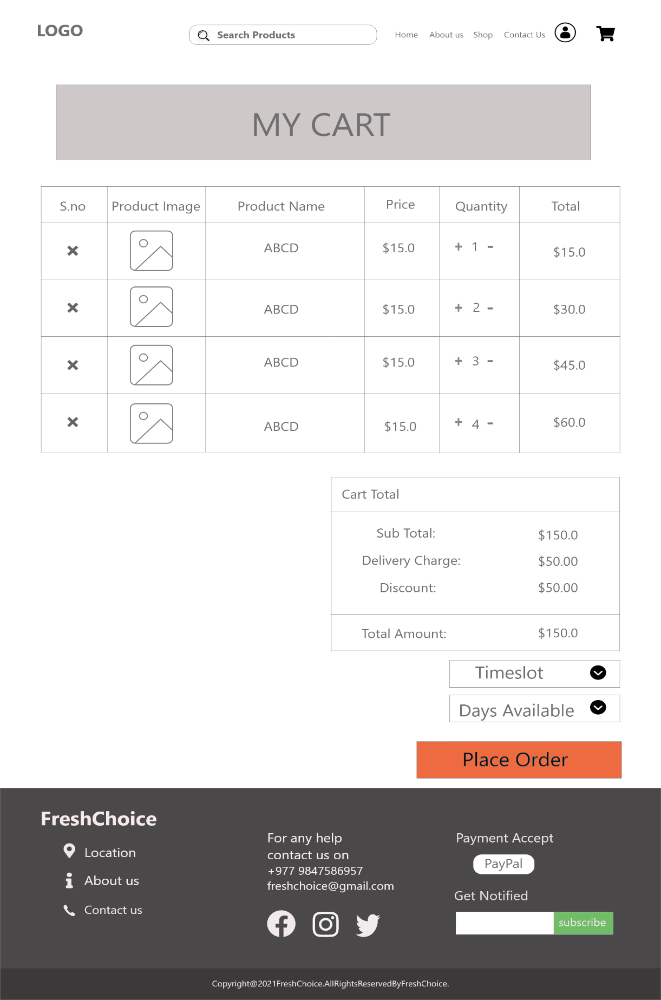 LOGO
Search Products
Home About us Shop Contact Us
MY CART
S.no Product Image Product Name Price Quantity Total
ABCD $15.0 + 1 - $15.0
ABCD $15.0 + 2 - $30.0
ABCD $15.0 + 3 - $45.0
ABCD $15.0 + 4 - $60.0
Cart Total
Sub Total: $150.0
Delivery Charge: $50.00
Discount: $50.00
Total Amount: $150.0
Timeslot
Days Available
Place Order
FreshChoice
Location
About us
Contact us
For any help
contact us on
+977 9847586957
freshchoice@gmail.com
Payment Accept
PayPal
Get Notified
subscribe
Copyright@2021FreshChoice.AllRightsReservedByFreshChoice.